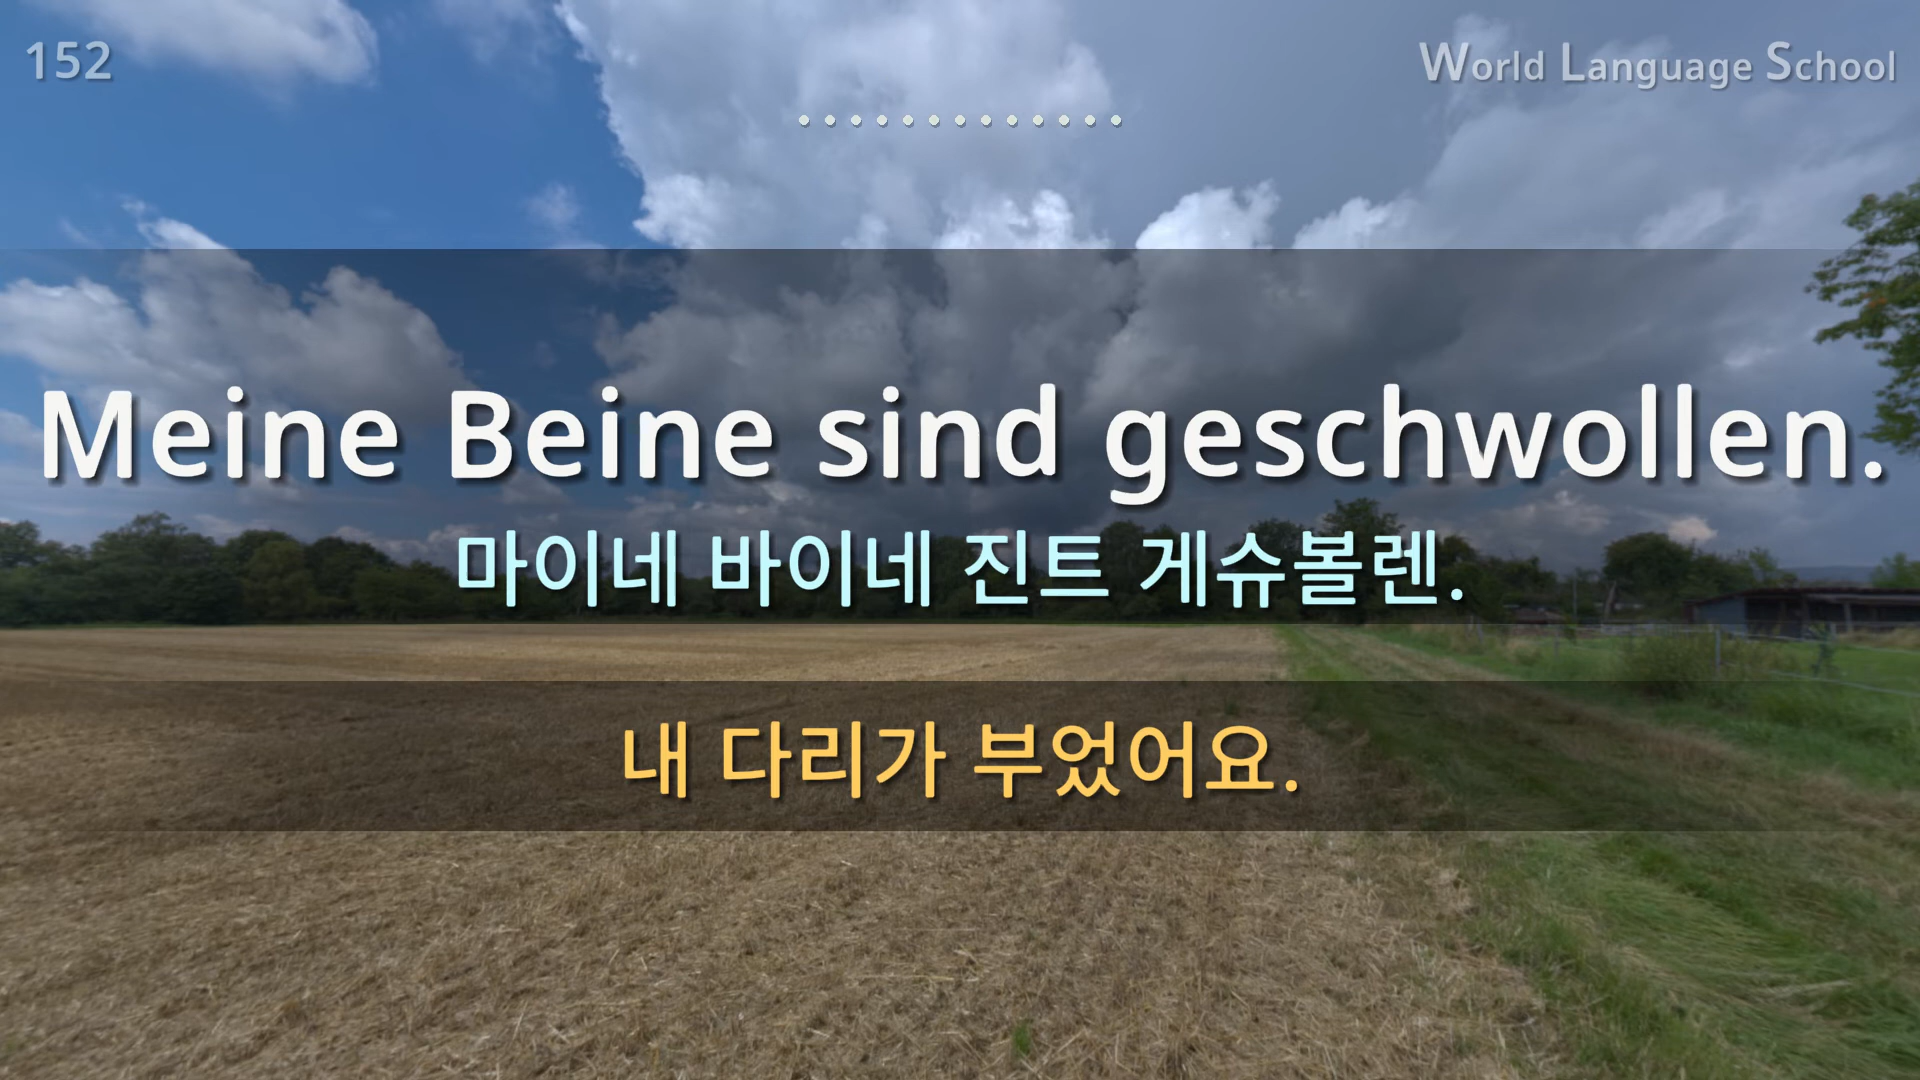 152
World Language School
Meine Beine sind geschwollen.
마이네 바이네 진트 게슈볼렌.
내 다리가 부었어요.